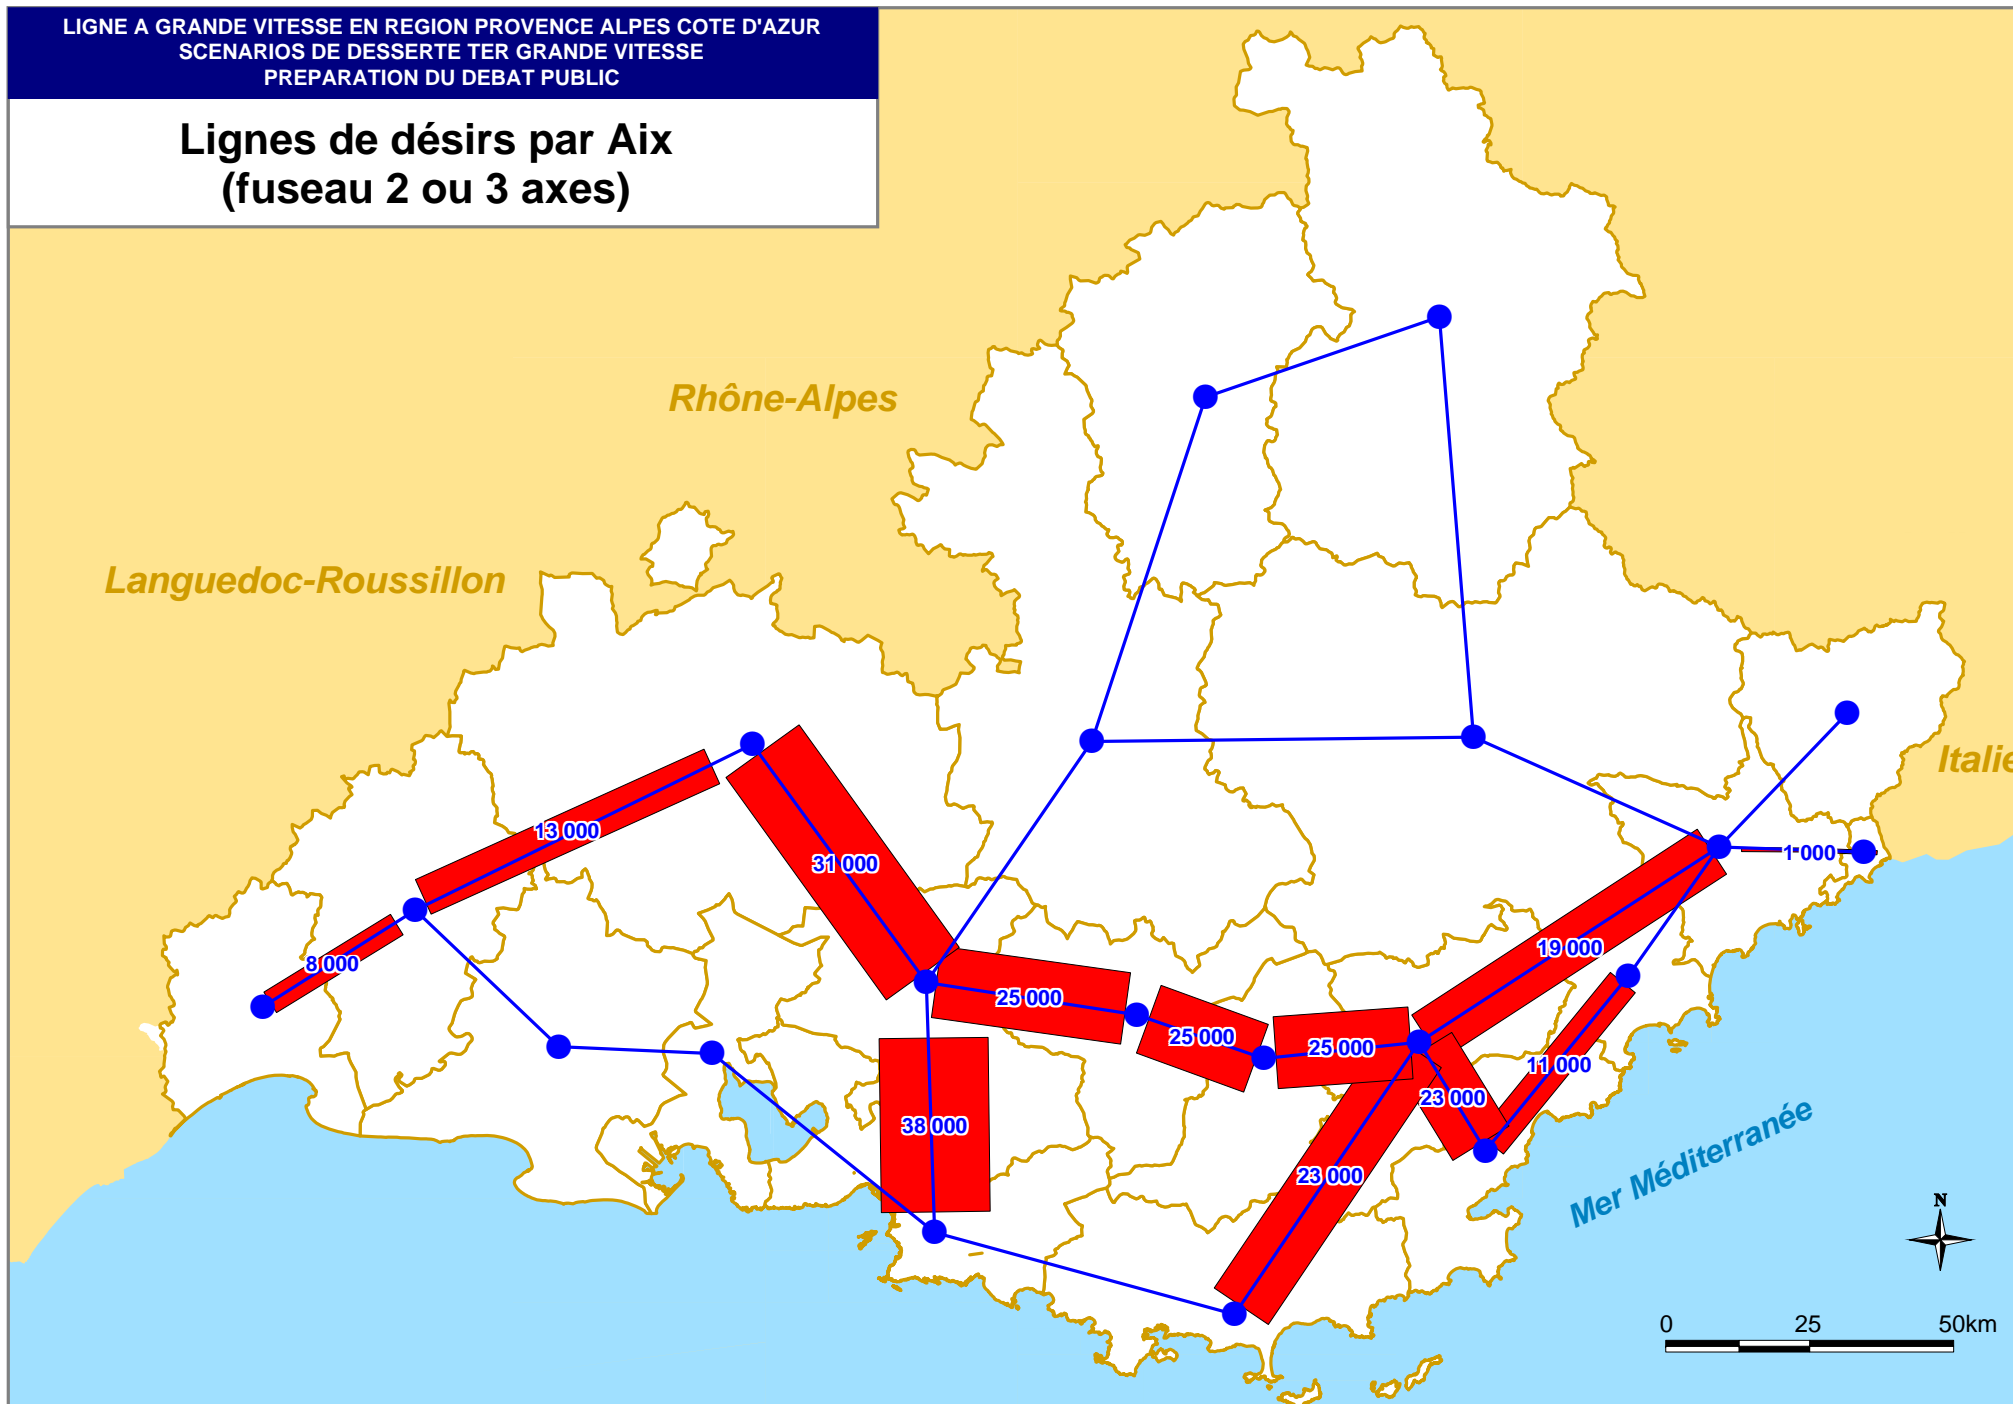 LIGNE A GRANDE VITESSE EN REGION PROVENCE ALPES COTE D'AZUR
SCENARIOS DE DESSERTE TER GRANDE VITESSE
PREPARATION DU DEBAT PUBLIC
Lignes de désirs par Aix
(fuseau 2 ou 3 axes)
Rhône-Alpes
Languedoc-Roussillon
Italie
13 000
31 000
1 000
8 000
19 000
25 000
25 000
25 000
11 000
23 000
38 000
23 000
Mer Méditerranée
N
0 25 50km